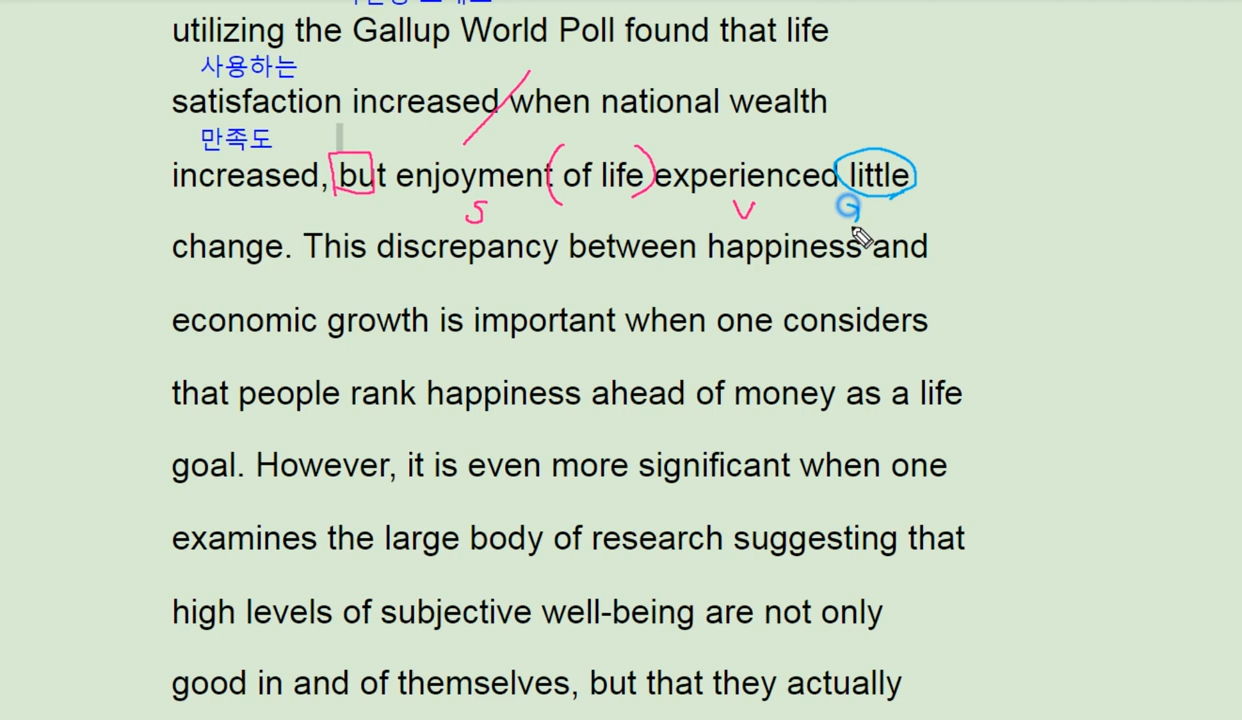 utilizing the Gallup World Poll found that life
사용하는
satisfaction increased when national wealth
만족도
increased, but enjoyment of life experienced little
S V
change. This discrepancy between happiness and
economic growth is important when one considers
that people rank happiness ahead of money as a life
goal. However, it is even more significant when one
examines the large body of research suggesting that
high levels of subjective well-being are not only
good in and of themselves, but that they actually